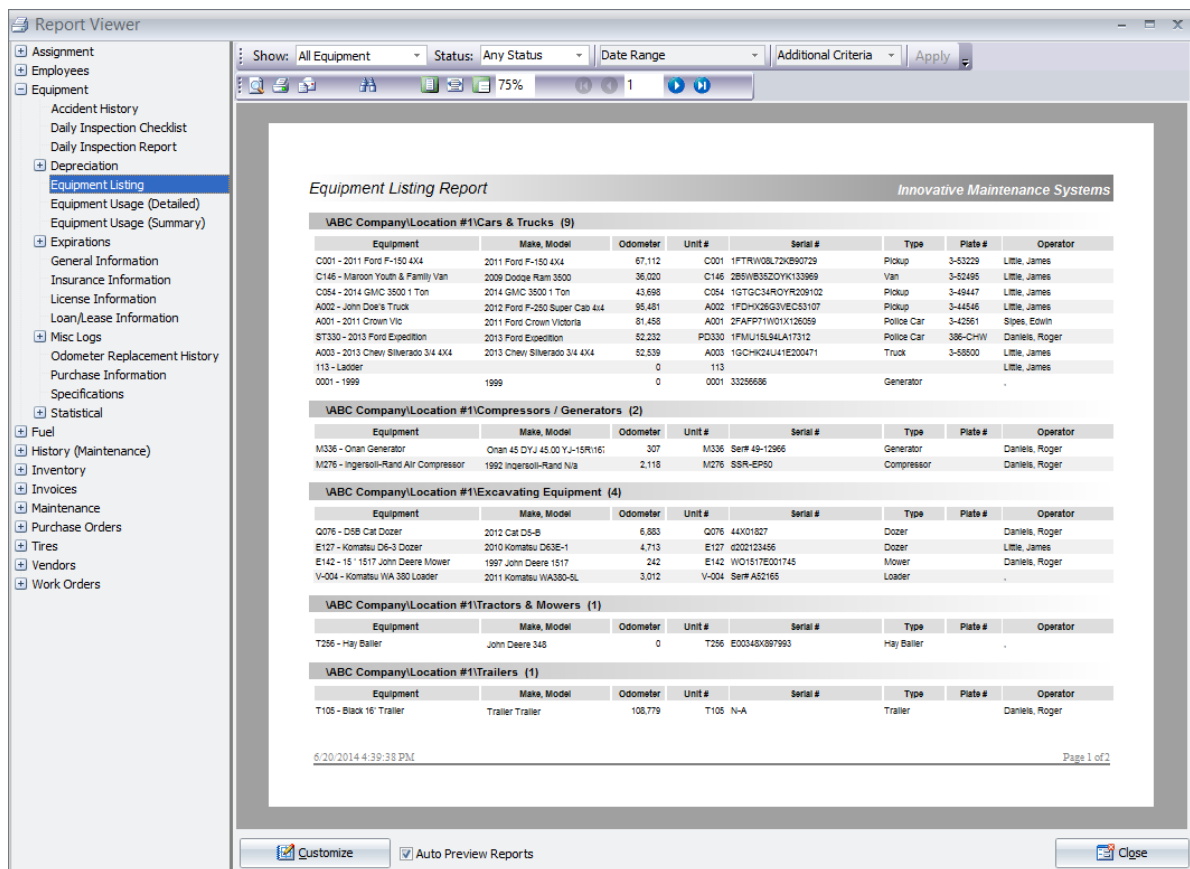 Report Viewer
Assignment
Employees
Equipment
Accident History
Daily Inspection Checklist
Daily Inspection Report
Depreciation
Equipment Listing
Equipment Usage (Detailed)
Equipment Usage (Summary)
Expirations
General Information
Insurance Information
License Information
Loan/Lease Information
Misc Logs
Odometer Replacement History
Purchase Information
Specifications
Statistical
Fuel
History (Maintenance)
Inventory
Invoices
Maintenance
Purchase Orders
Tires
Vendors
Work Orders
Show: All Equipment Status: Any Status Date Range Additional Criteria Apply
75% 1
Equipment Listing Report Innovative Maintenance Systems
\ABC Company\Location #1\Cars & Trucks (9)
Equipment Make, Model Odometer Unit # Serial # Type Plate # Operator
C001 - 2011 Ford F-150 4X4 2011 Ford F-150 4X4 67,112 C001 1FTRW08L72KB90729 Pickup 3-53229 Little, James
C146 - Maroon Youth & Family Van 2009 Dodge Ram 3500 36,020 C146 2B5WB35ZOYK133969 Van 3-52495 Little, James
C054 - 2014 GMC 3500 1 Ton 2014 GMC 3500 1 Ton 43,698 C054 1GTGC34ROYR209102 Pickup 3-49447 Little, James
A002 - John Doe's Truck 2012 Ford F-250 Super Cab 4x4 95,481 A002 1FDHX26G3VEC53107 Pickup 3-44546 Little, James
A001 - 2011 Crown Vic 2011 Ford Crown Victoria 81,458 A001 2FAFP71W01X126059 Police Car 3-42561 Sipes, Edwin
ST330 - 2013 Ford Expedition 2013 Ford Expedition 52,232 PD330 1FMU15L94LA17312 Police Car 386-CHW Daniels, Roger
A003 - 2013 Chevy Silverado 3/4 4X4 2013 Chevy Silverado 3/4 4X4 52,539 A003 1GCHK24U41E200471 Truck 3-58500 Little, James
113 - Ladder 0 113 Little, James
0001 - 1999 1999 0 0001 33256686 Generator ,
\ABC Company\Location #1\Compressors / Generators (2)
Equipment Make, Model Odometer Unit # Serial # Type Plate # Operator
M336 - Onan Generator Onan 45 DYJ 45.00 YJ-15R\167 307 M336 Ser# 49-12966 Generator Daniels, Roger
M276 - Ingersoll-Rand Air Compressor 1992 Ingersoll-Rand N/a 2,118 M276 SSR-EP50 Compressor Daniels, Roger
\ABC Company\Location #1\Excavating Equipment (4)
Equipment Make, Model Odometer Unit # Serial # Type Plate # Operator
Q076 - D5B Cat Dozer 2012 Cat D5-B 6,883 Q076 44X01827 Dozer Daniels, Roger
E127 - Komatsu D6-3 Dozer 2010 Komatsu D63E-1 4,713 E127 d202123456 Dozer Little, James
E142 - 15 ' 1517 John Deere Mower 1997 John Deere 1517 242 E142 WO1517E001745 Mower Daniels, Roger
V-004 - Komatsu WA 380 Loader 2011 Komatsu WA380-5L 3,012 V-004 Ser# A52165 Loader ,
\ABC Company\Location #1\Tractors & Mowers (1)
Equipment Make, Model Odometer Unit # Serial # Type Plate # Operator
T256 - Hay Bailer John Deere 348 0 T256 E00348X897993 Hay Bailer ,
\ABC Company\Location #1\Trailers (1)
Equipment Make, Model Odometer Unit # Serial # Type Plate # Operator
T105 - Black 16' Trailer Trailer Trailer 108,779 T105 N-A Trailer Daniels, Roger
6/20/2014 4:39:38 PM Page 1 of 2
Customize Auto Preview Reports Close